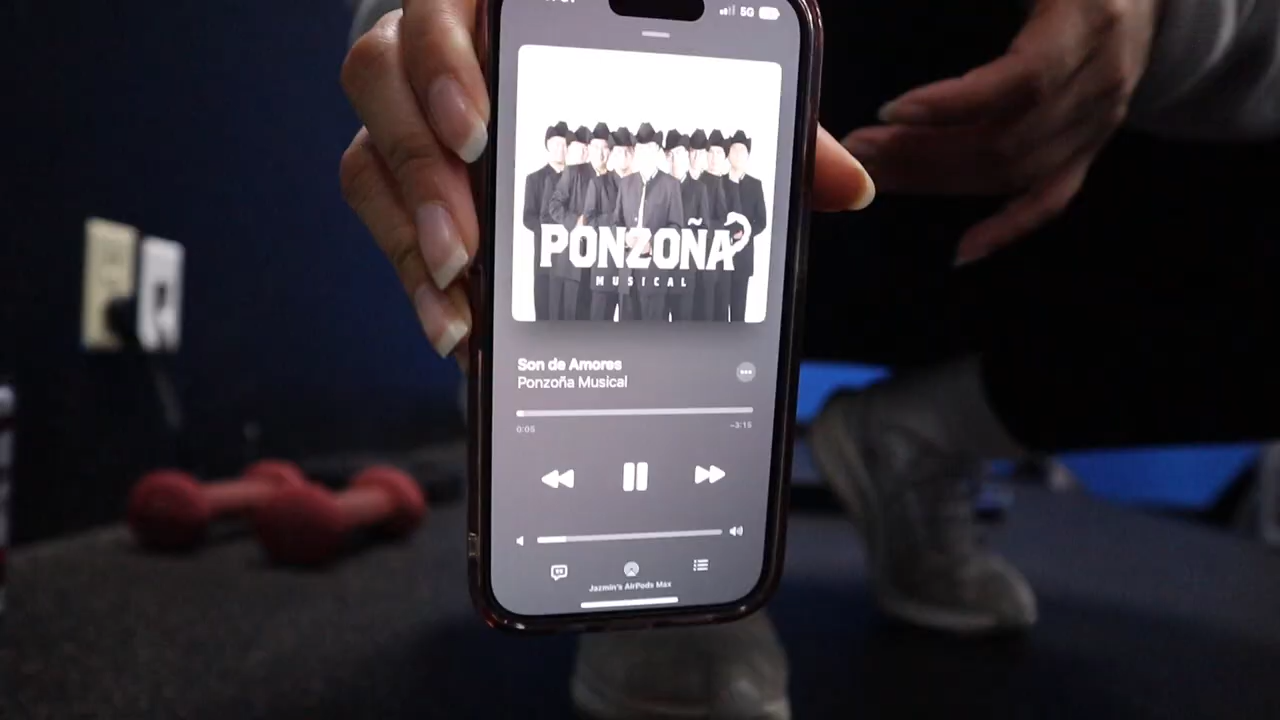 5G
PONZOÑA
MUSICAL
Son de Amores
Ponzoña Musical
0:05
-3:15
Jazmin's AirPods Max